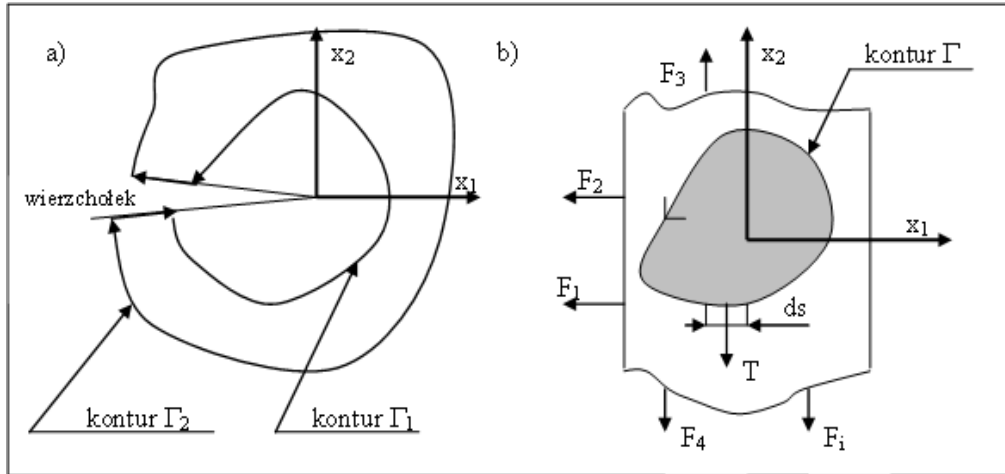 a)
x2
x1
wierzchołek
kontur Γ2
kontur Γ1
b)
F3
x2
kontur Γ
F2
x1
F1
ds
T
F4
Fi